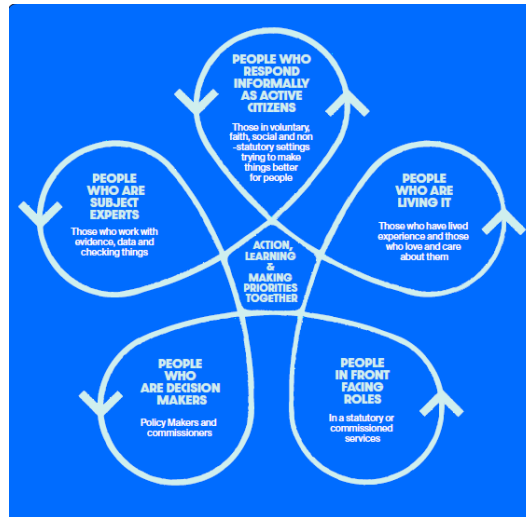 PEOPLE WHO
RESPOND
INFORMALLY
AS ACTIVE
CITIZENS
Those in voluntary,
faith, social and non
-statutory settings
trying to make
things better
for people
PEOPLE
WHO ARE
SUBJECT
EXPERTS
Those who work with
evidence, data and
checking things
PEOPLE
WHO ARE
LIVING IT
Those who have lived
experience and those
who love and care
about them
ACTION,
LEARNING
&
MAKING
PRIORITIES
TOGETHER
PEOPLE
WHO
ARE DECISION
MAKERS
Policy Makers and
commissioners
PEOPLE
IN FRONT
FACING
ROLES
In a statutory or
commissioned
services